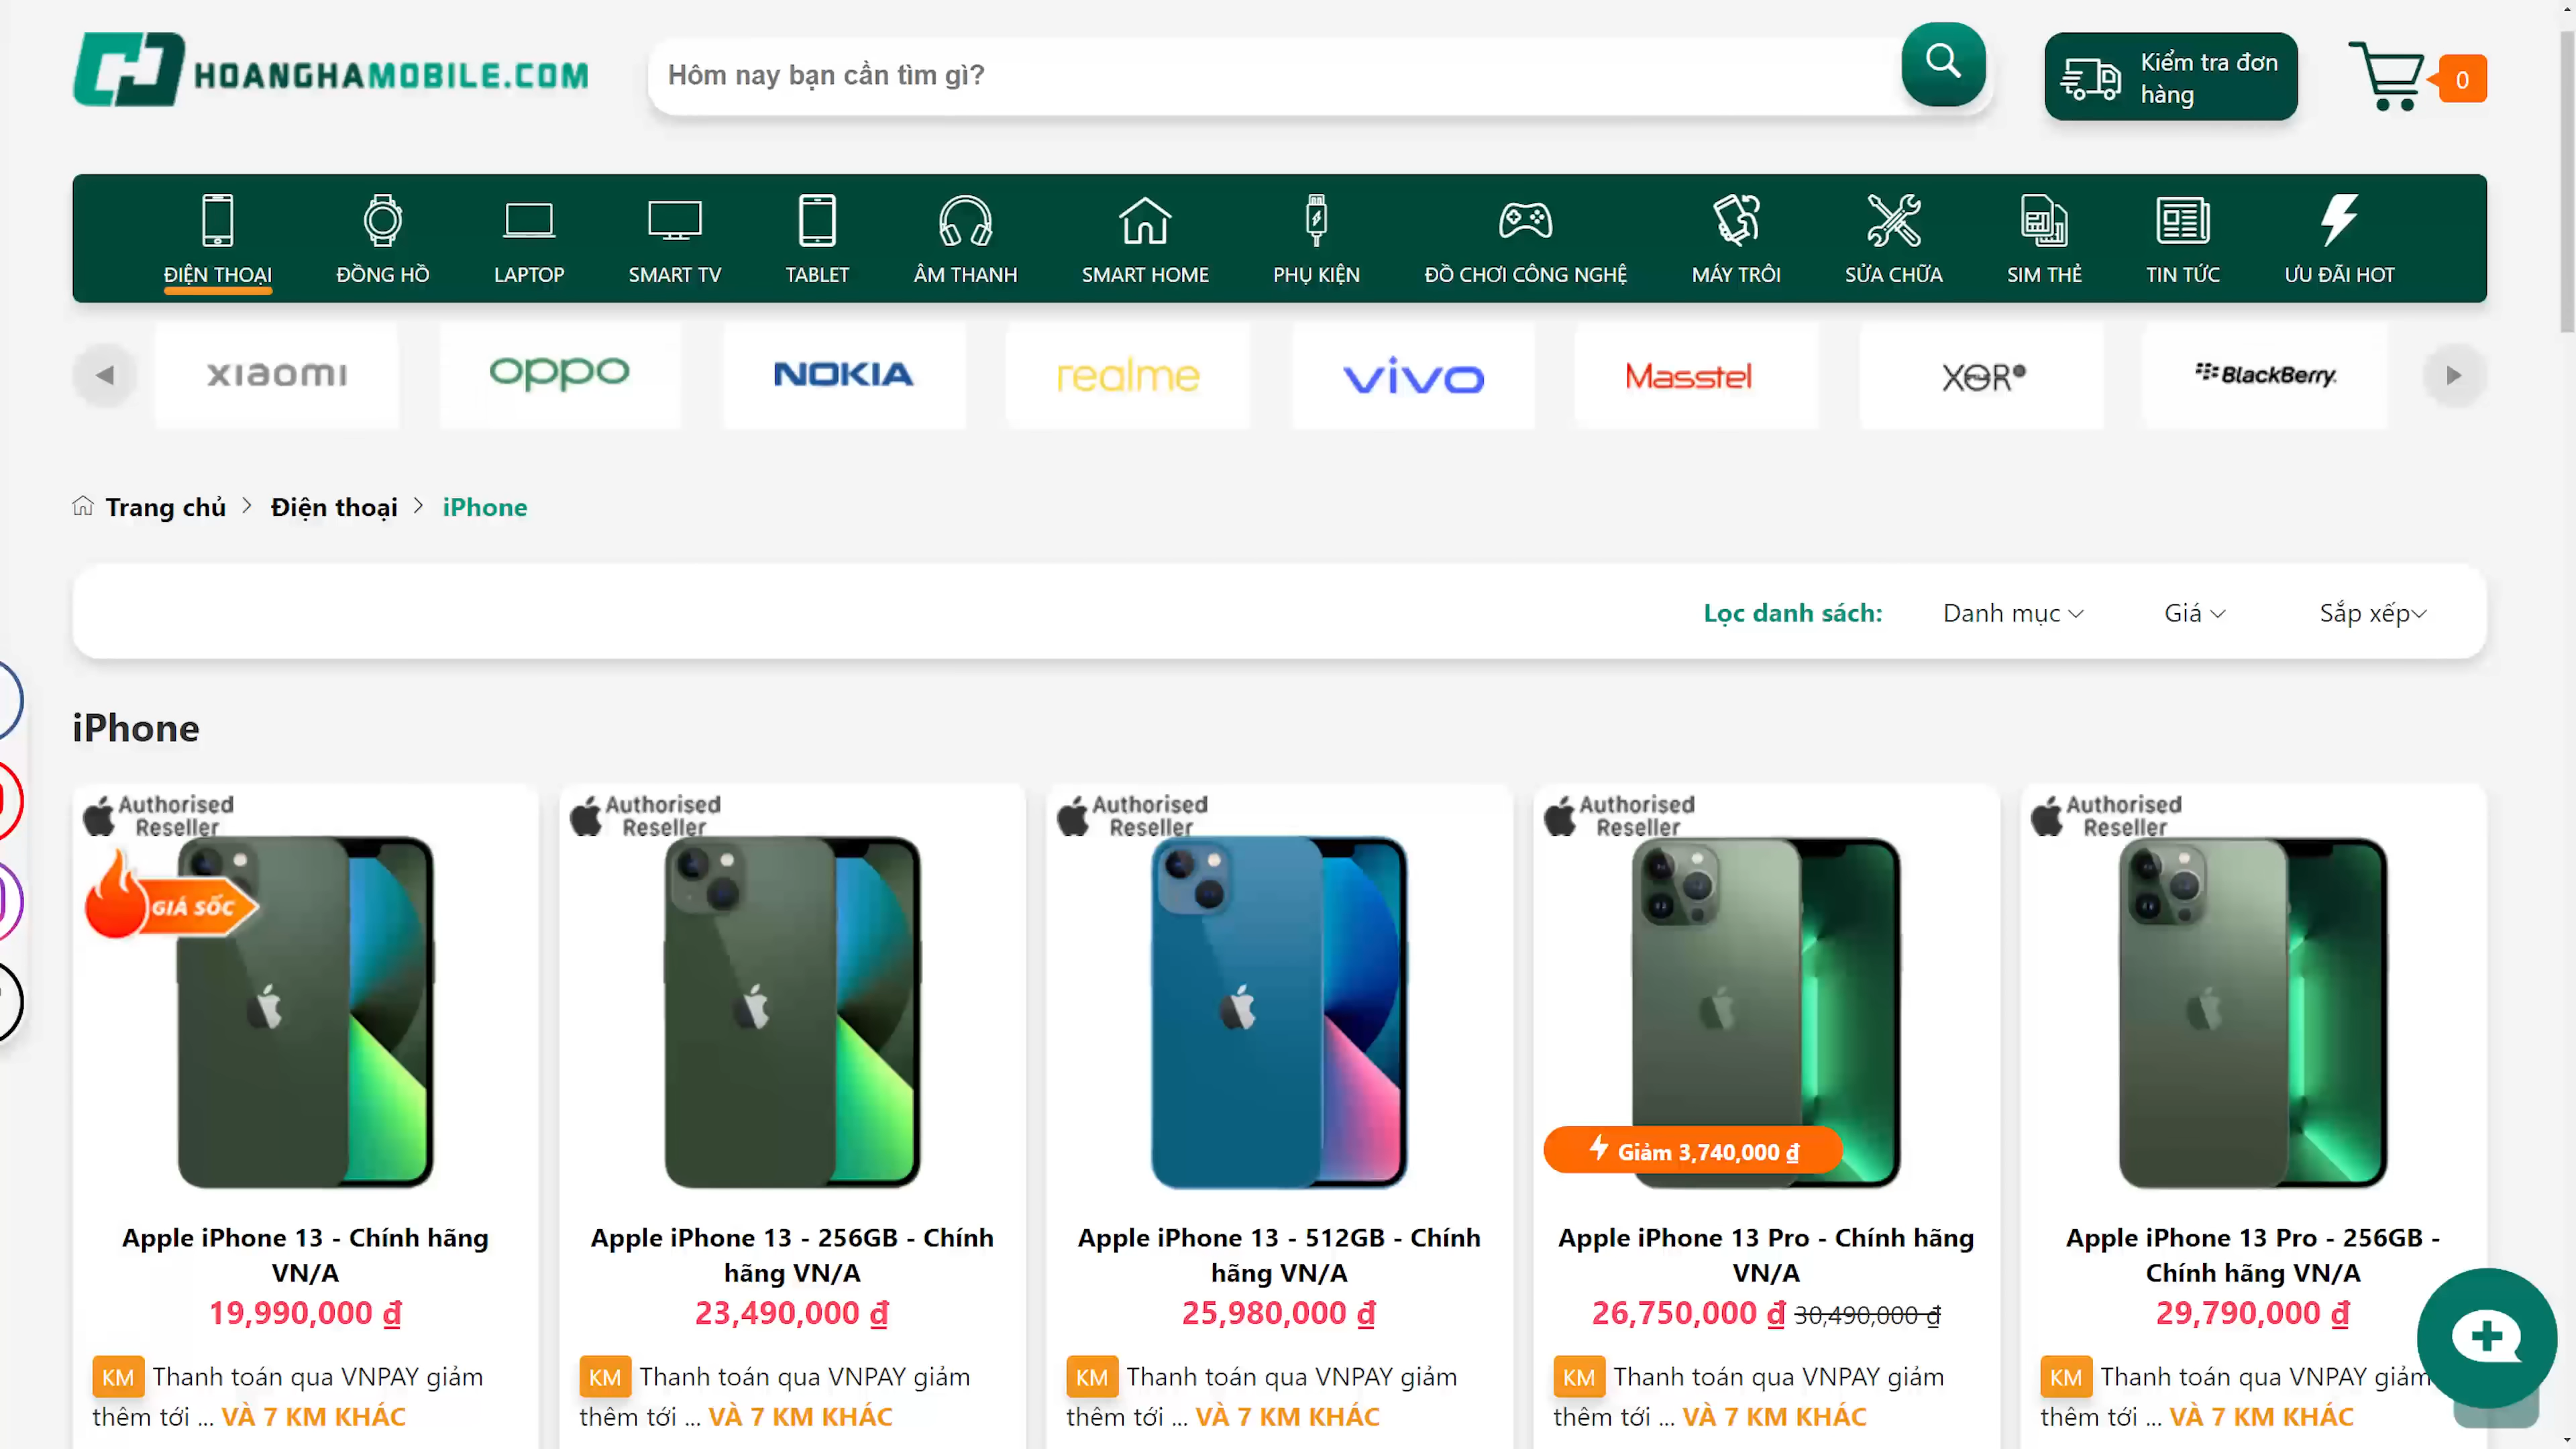 HOANGHAMOBILE.COM
Hôm nay bạn cần tìm gì?
Kiểm tra đơn
hàng
0
ĐIỆN THOẠI
ĐỒNG HỒ
LAPTOP
SMART TV
TABLET
ÂM THANH
SMART HOME
PHỤ KIỆN
ĐỒ CHƠI CÔNG NGHỆ
MÁY TRÔI
SỬA CHỮA
SIM THẺ
TIN TỨC
ƯU ĐÃI HOT
xiaomi
oppo
NOKIA
realme
vivo
Masstel
XOR
BlackBerry
Trang chủ
Điện thoại
iPhone
Lọc danh sách:
Danh mục
Giá
Sắp xếp
iPhone
Authorised
Reseller
GIÁ SỐC
Apple iPhone 13 - Chính hãng
VN/A
19,990,000 ₫
KM Thanh toán qua VNPAY giảm
thêm tới ... VÀ 7 KM KHÁC
Authorised
Reseller
Apple iPhone 13 - 256GB - Chính
hãng VN/A
23,490,000 ₫
KM Thanh toán qua VNPAY giảm
thêm tới ... VÀ 7 KM KHÁC
Authorised
Reseller
Apple iPhone 13 - 512GB - Chính
hãng VN/A
25,980,000 ₫
KM Thanh toán qua VNPAY giảm
thêm tới ... VÀ 7 KM KHÁC
Authorised
Reseller
Giảm 3,740,000 ₫
Apple iPhone 13 Pro - Chính hãng
VN/A
26,750,000 ₫ 30,490,000 ₫
KM Thanh toán qua VNPAY giảm
thêm tới ... VÀ 7 KM KHÁC
Authorised
Reseller
Apple iPhone 13 Pro - 256GB -
Chính hãng VN/A
29,790,000 ₫
KM Thanh toán qua VNPAY giảm
thêm tới ... VÀ 7 KM KHÁC